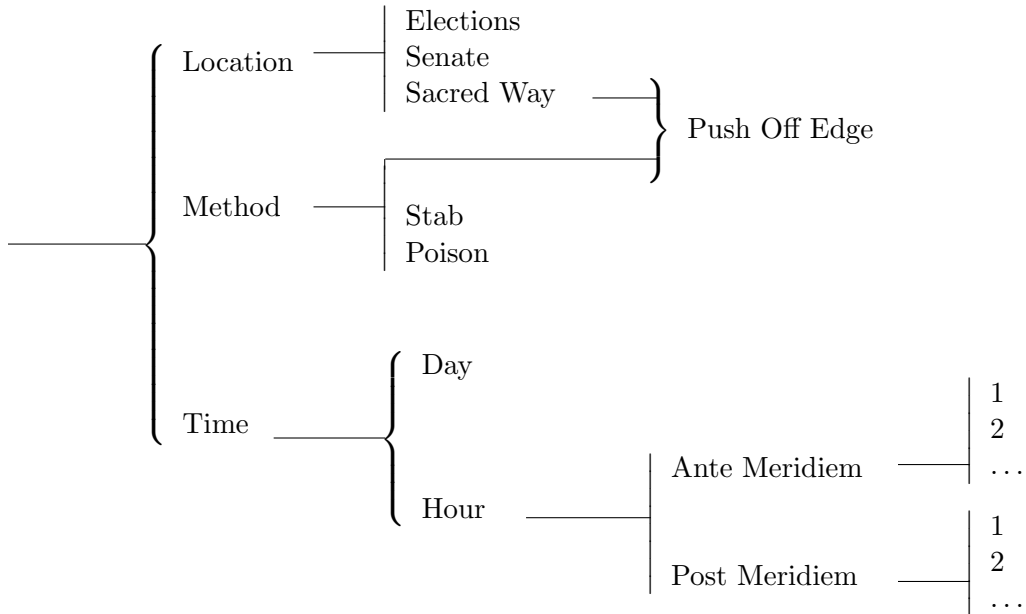 Location
Elections
Senate
Sacred Way
Push Off Edge
Method
Stab
Poison
Time
Day
Hour
Ante Meridiem
1
2
...
Post Meridiem
1
2
...